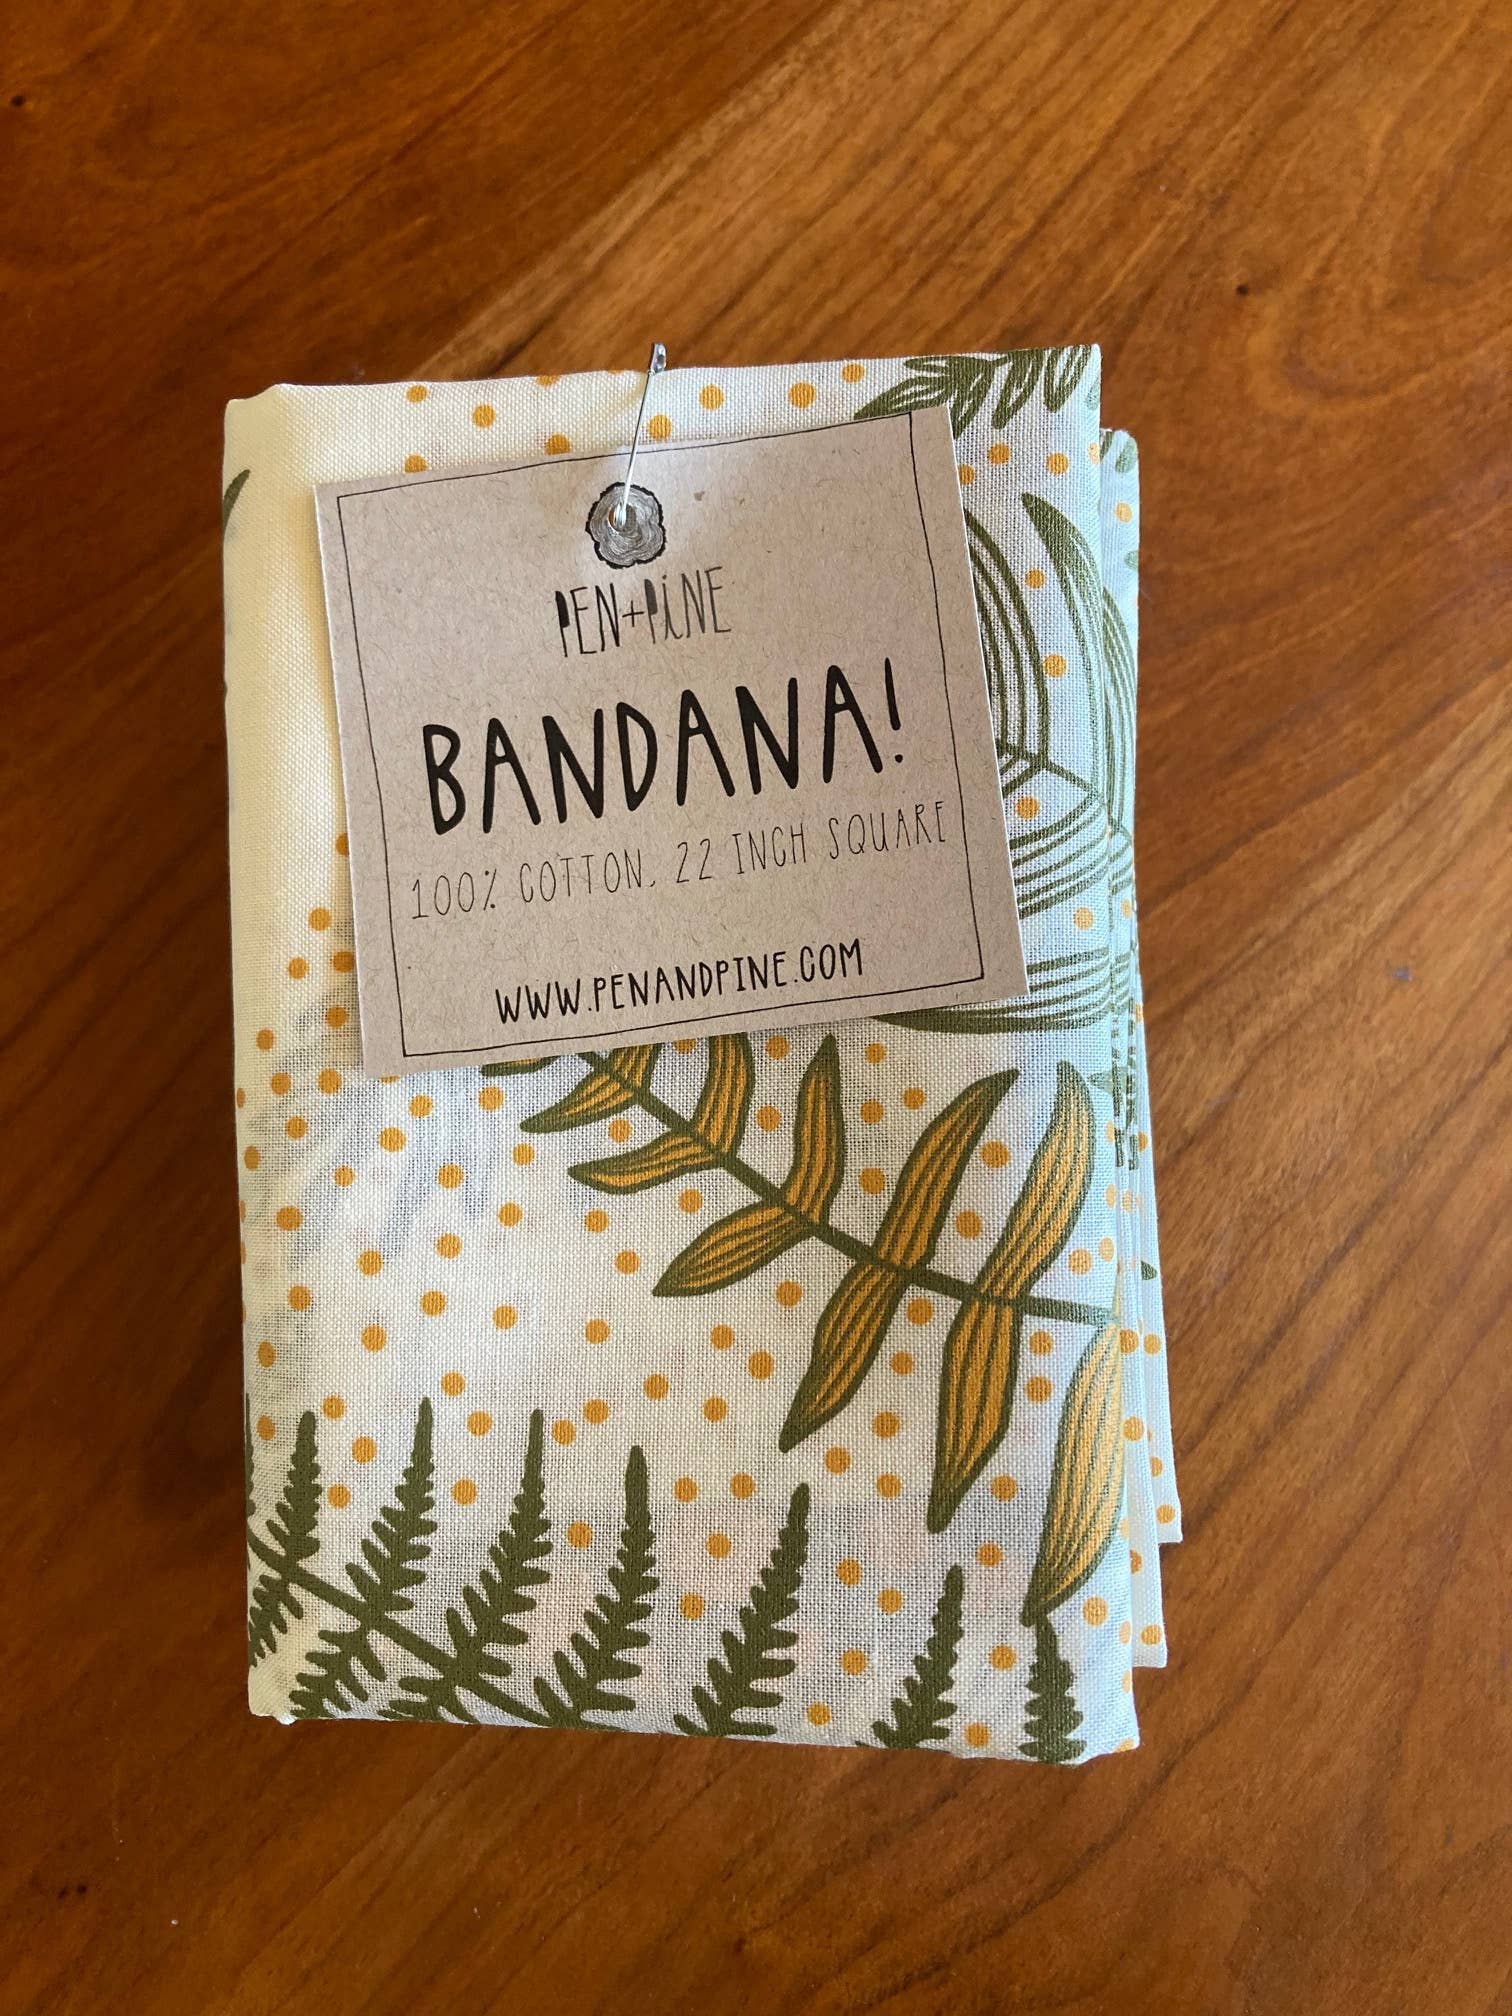 PEN+PiNE
BANDANA!
100% COTTON, 22 INCH SQUARE
WWW.PENANDPINE.COM